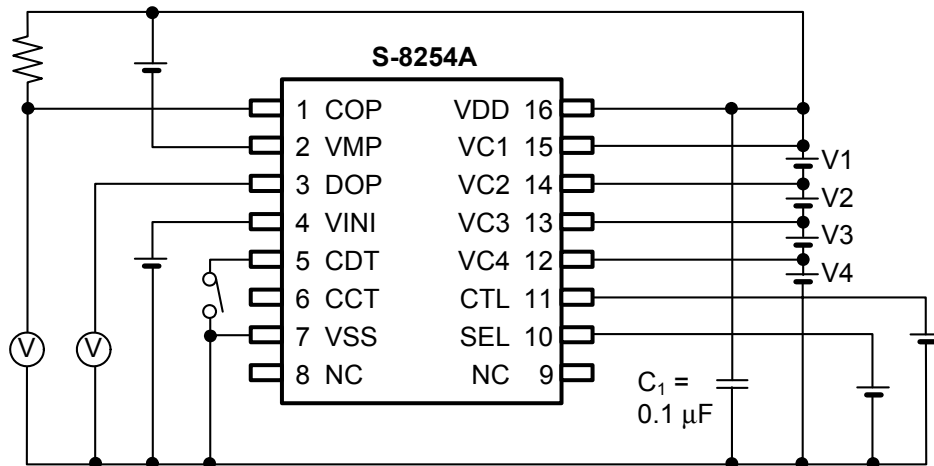 S-8254A
1 COP VDD 16
2 VMP VC1 15
V1
3 DOP VC2 14
V2
4 VINI VC3 13
V3
5 CDT VC4 12
V4
6 CCT CTL 11
7 VSS SEL 10
V V
8 NC NC 9
C₁ =
0.1 µF